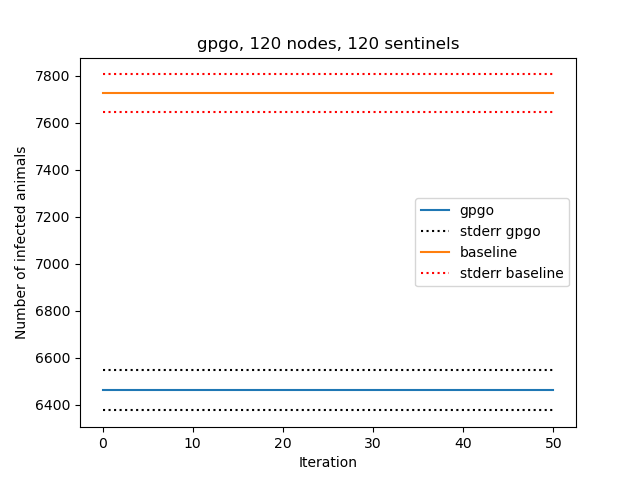 gpgo, 120 nodes, 120 sentinels
Number of infected animals
7800
7600
7400
7200
7000
6800
6600
6400
gpgo
stderr gpgo
baseline
stderr baseline
0 10 20 30 40 50
Iteration